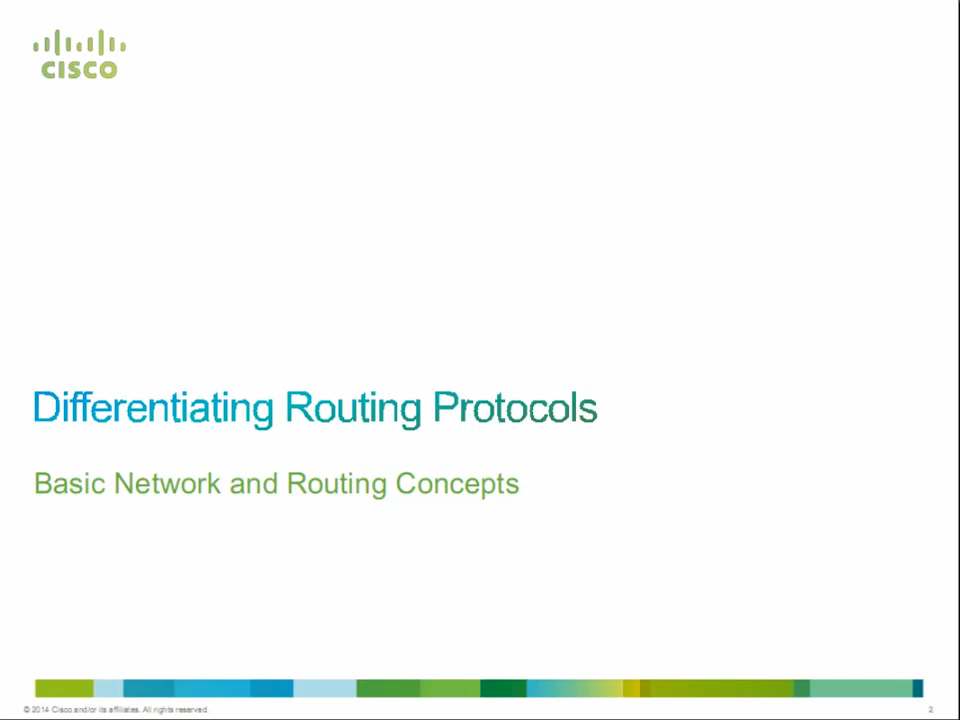 CISCO
Differentiating Routing Protocols
Basic Network and Routing Concepts
© 2014 Cisco and/or its affiliates. All rights reserved.
2